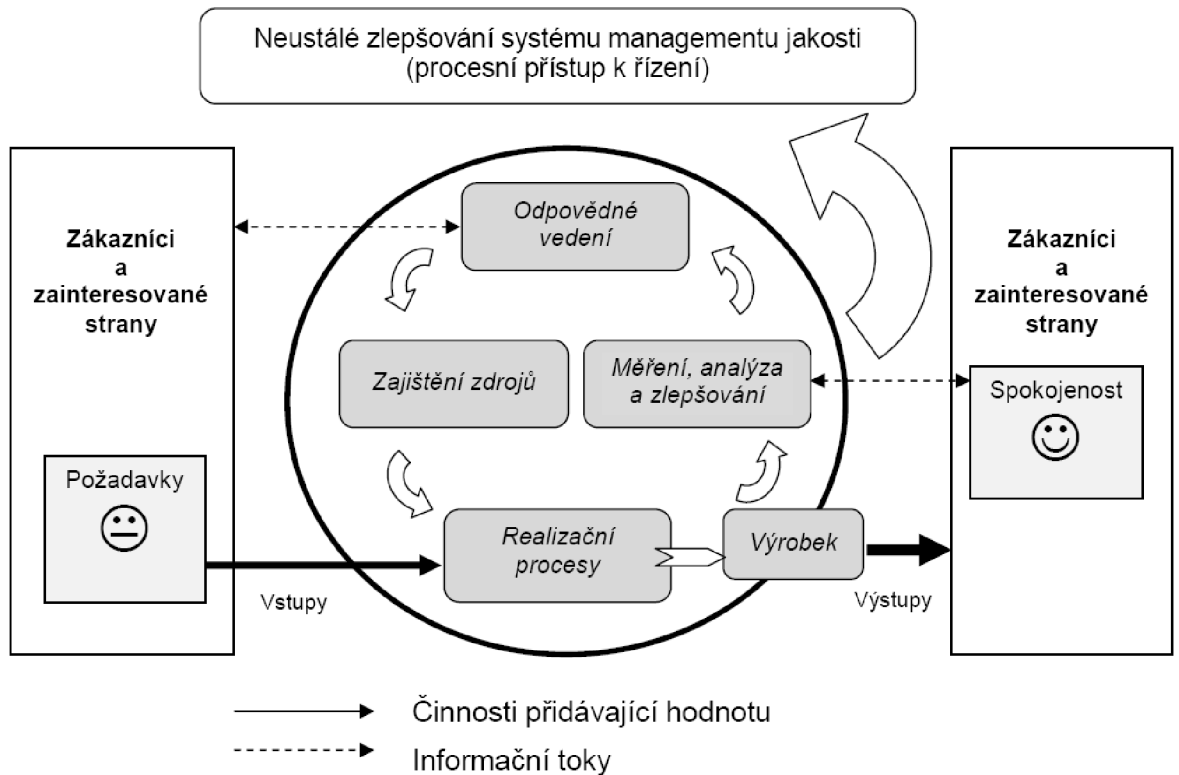 Neustálé zlepšování systému managementu jakosti
(procesní přístup k řízení)
Zákazníci
a
zainteresované
strany
Požadavky
Vstupy
Odpovědné
vedení
Zajištění zdrojů
Měření, analýza
a zlepšování
Realizační
procesy
Výrobek
Výstupy
Zákazníci
a
zainteresované
strany
Spokojenost
Činnosti přidávající hodnotu
Informační toky